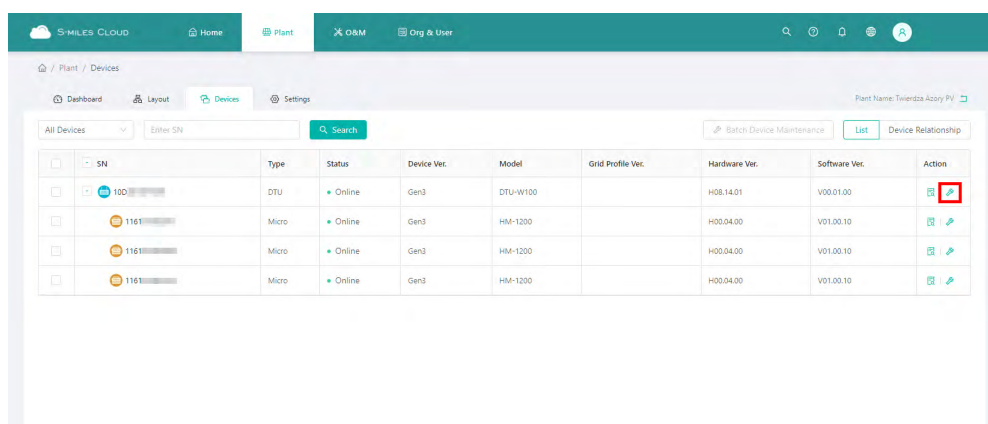 S-MILES CLOUD Home Plant O&M Org & User
/ Plant / Devices
Dashboard Layout Devices Settings Plant Name: Twierdza Azory PV
All Devices Enter SN Search Batch Device Maintenance List Device Relationship
SN Type Status Device Ver. Model Grid Profile Ver. Hardware Ver. Software Ver. Action
10D DTU Online Gen3 DTU-W100 H08.14.01 V00.01.00
1161 Micro Online Gen3 HM-1200 H00.04.00 V01.00.10
1161 Micro Online Gen3 HM-1200 H00.04.00 V01.00.10
1161 Micro Online Gen3 HM-1200 H00.04.00 V01.00.10